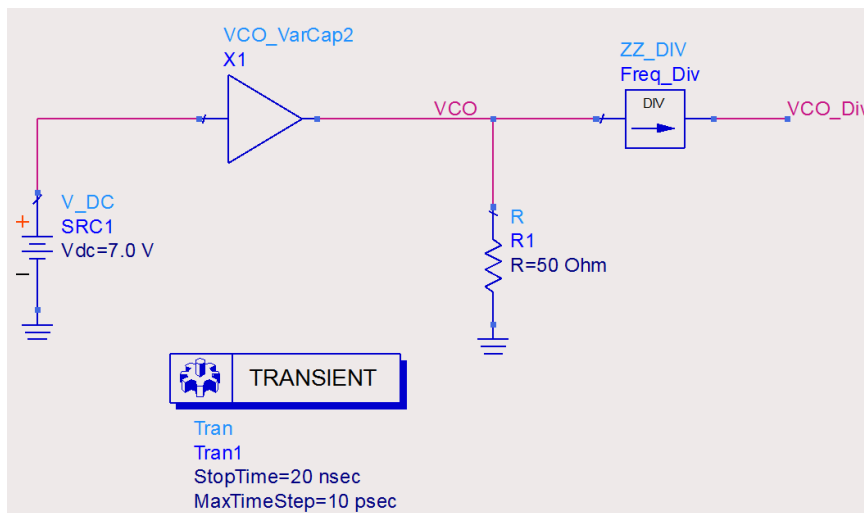 VCO_VarCap2
X1
ZZ_DIV
Freq_Div
DIV
VCO
VCO_Div
+
V_DC
SRC1
Vdc=7.0 V
−
R
R1
R=50 Ohm
TRANSIENT
Tran
Tran1
StopTime=20 nsec
MaxTimeStep=10 psec